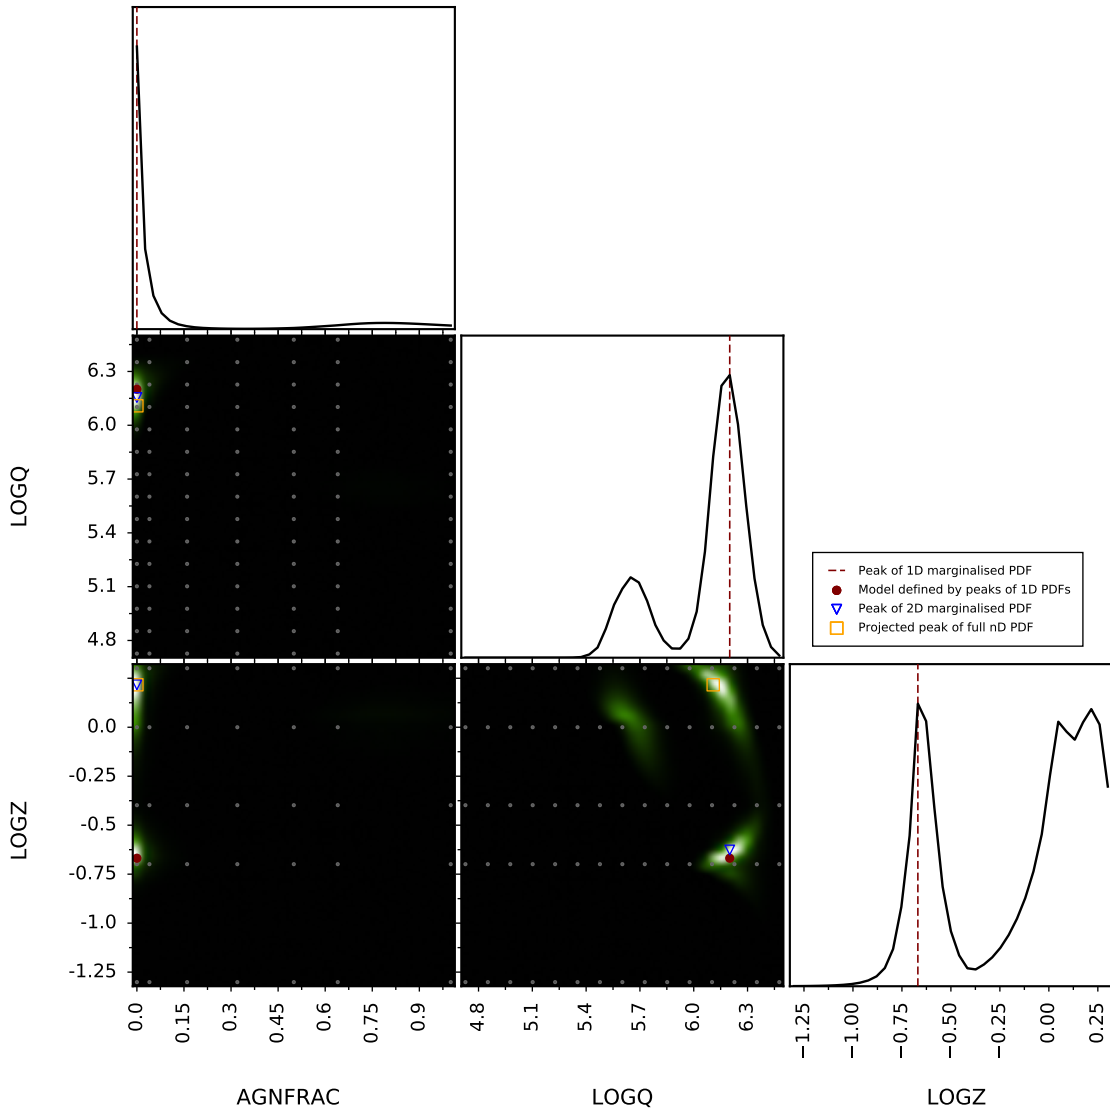 6.3
6.0
5.7
5.4
5.1
4.8
LOGQ
Peak of 1D marginalised PDF
Model defined by peaks of 1D PDFs
Peak of 2D marginalised PDF
Projected peak of full nD PDF
0.0
-0.25
-0.5
-0.75
-1.0
-1.25
LOGZ
0.0 0.15 0.3 0.45 0.6 0.75 0.9
4.8 5.1 5.4 5.7 6.0 6.3
−1.25 −1.00 −0.75 −0.50 −0.25 0.00 0.25
AGNFRAC LOGQ LOGZ